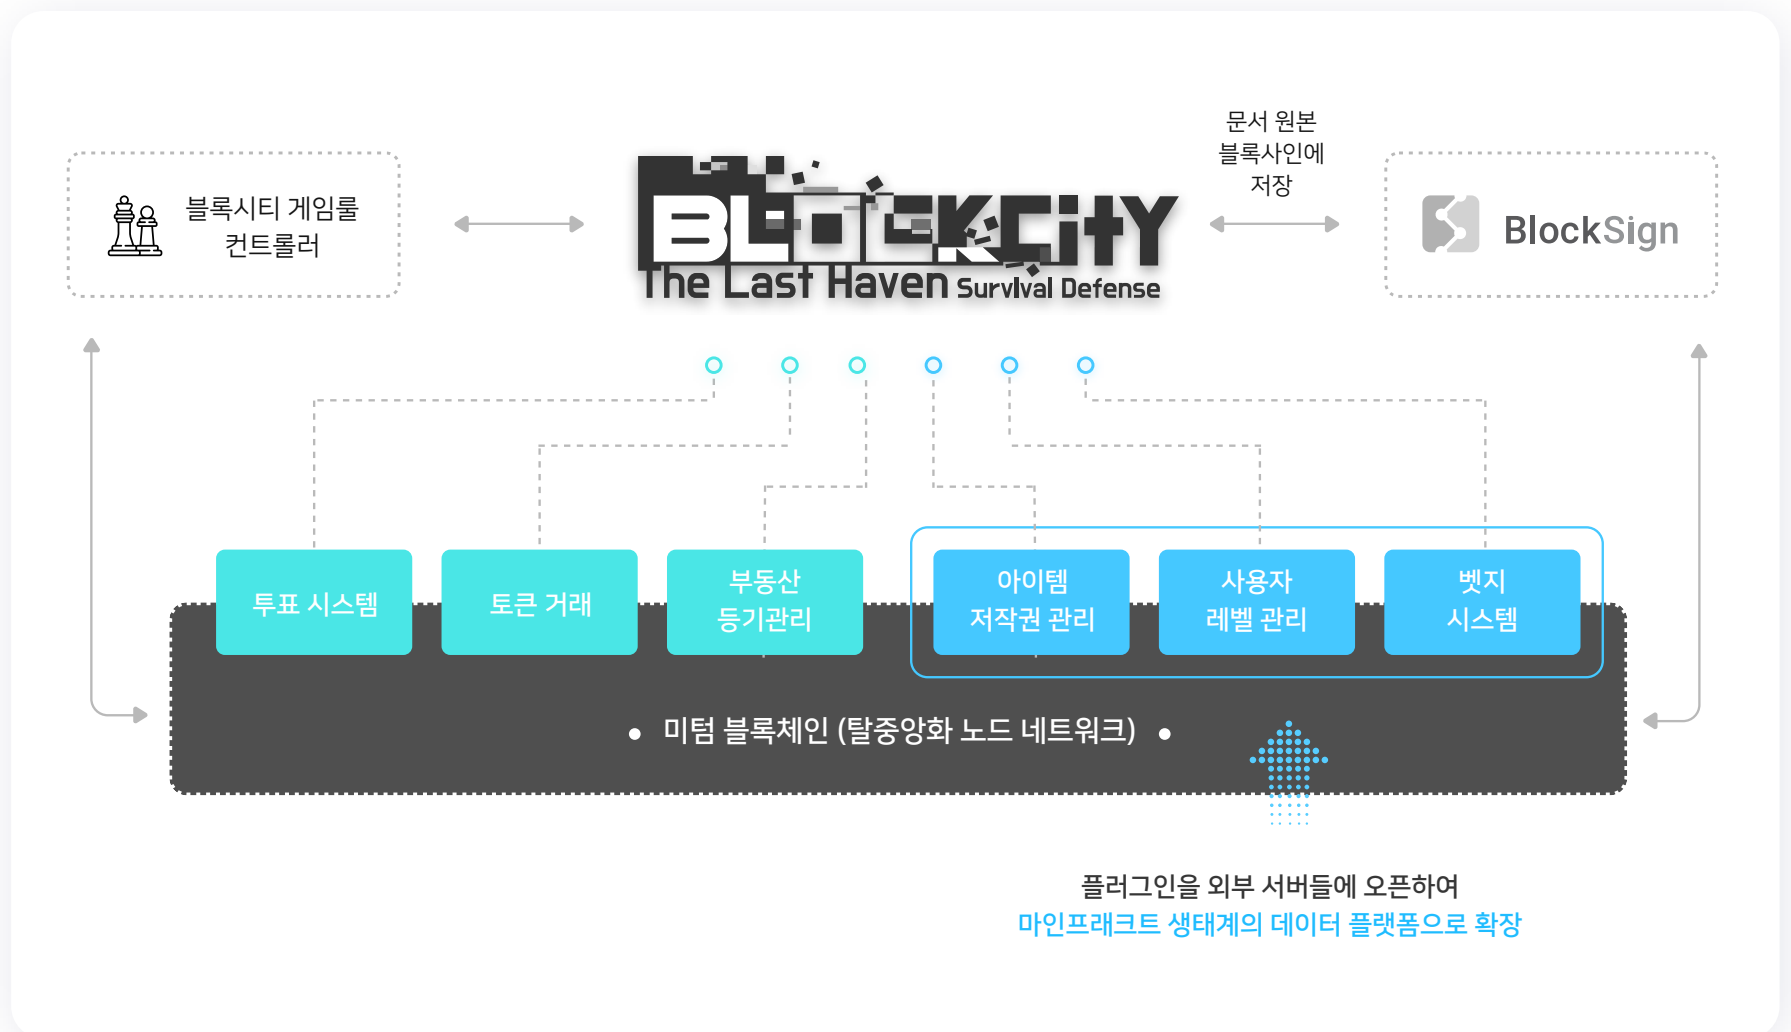 문서 원본
블록사인에
저장
블록시티 게임룰
컨트롤러
BLOCKCitY
The Last Haven Survival Defense
BlockSign
투표 시스템
토큰 거래
부동산
등기관리
아이템
저작권 관리
사용자
레벨 관리
벳지
시스템
• 미텀 블록체인 (탈중앙화 노드 네트워크) •
플러그인을 외부 서버들에 오픈하여
마인프래크트 생태계의 데이터 플랫폼으로 확장